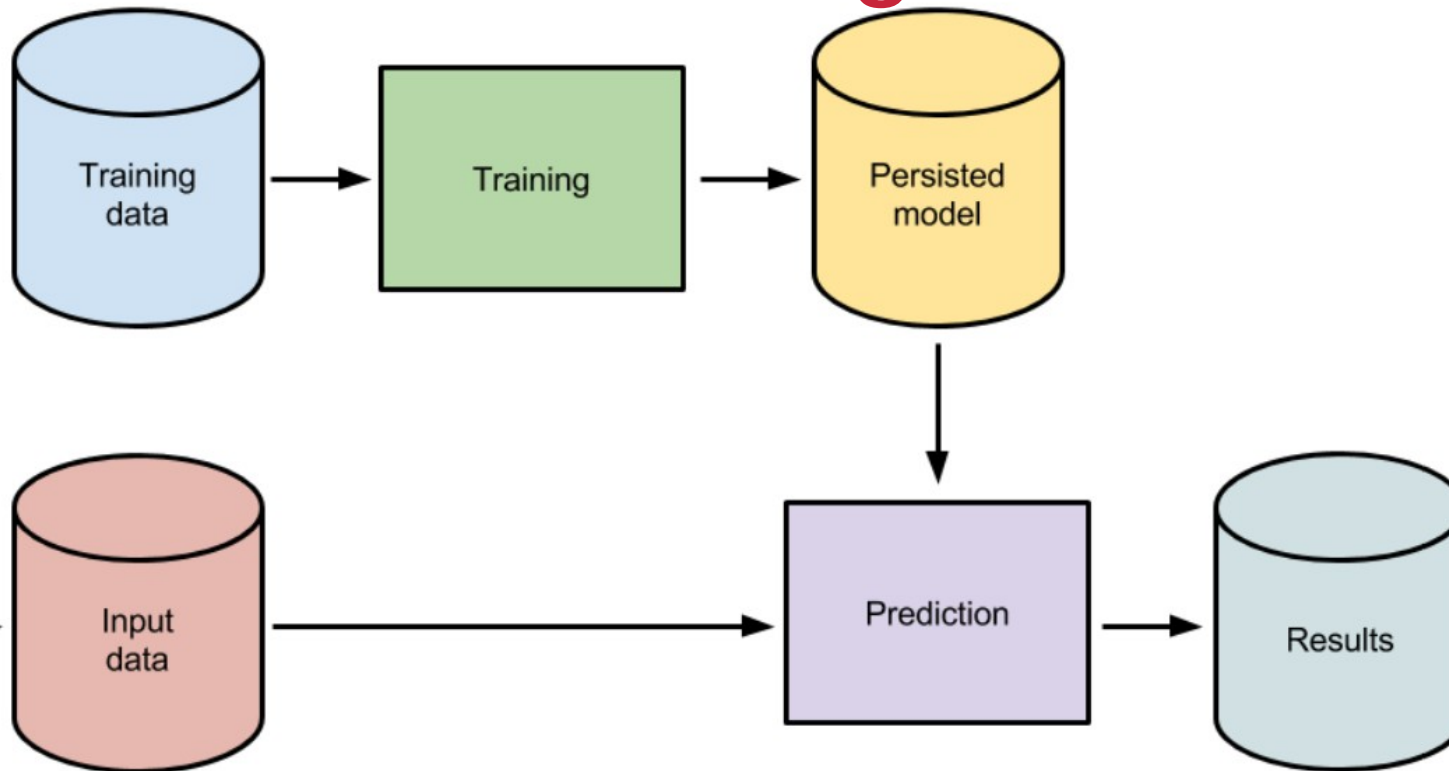 Training
data
Training
Persisted
model
Input
data
Prediction
Results